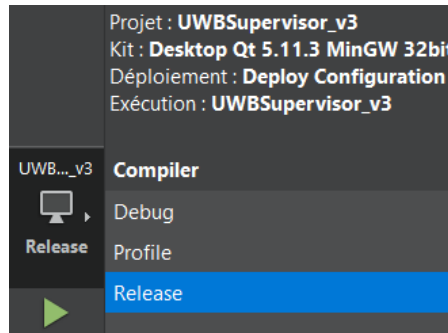 Projet : UWBSupervisor_v3
Kit : Desktop Qt 5.11.3 MinGW 32bit
Déploiement : Deploy Configuration
Exécution : UWBSupervisor_v3
UWB..._v3
Compiler
Debug
Release
Profile
Release